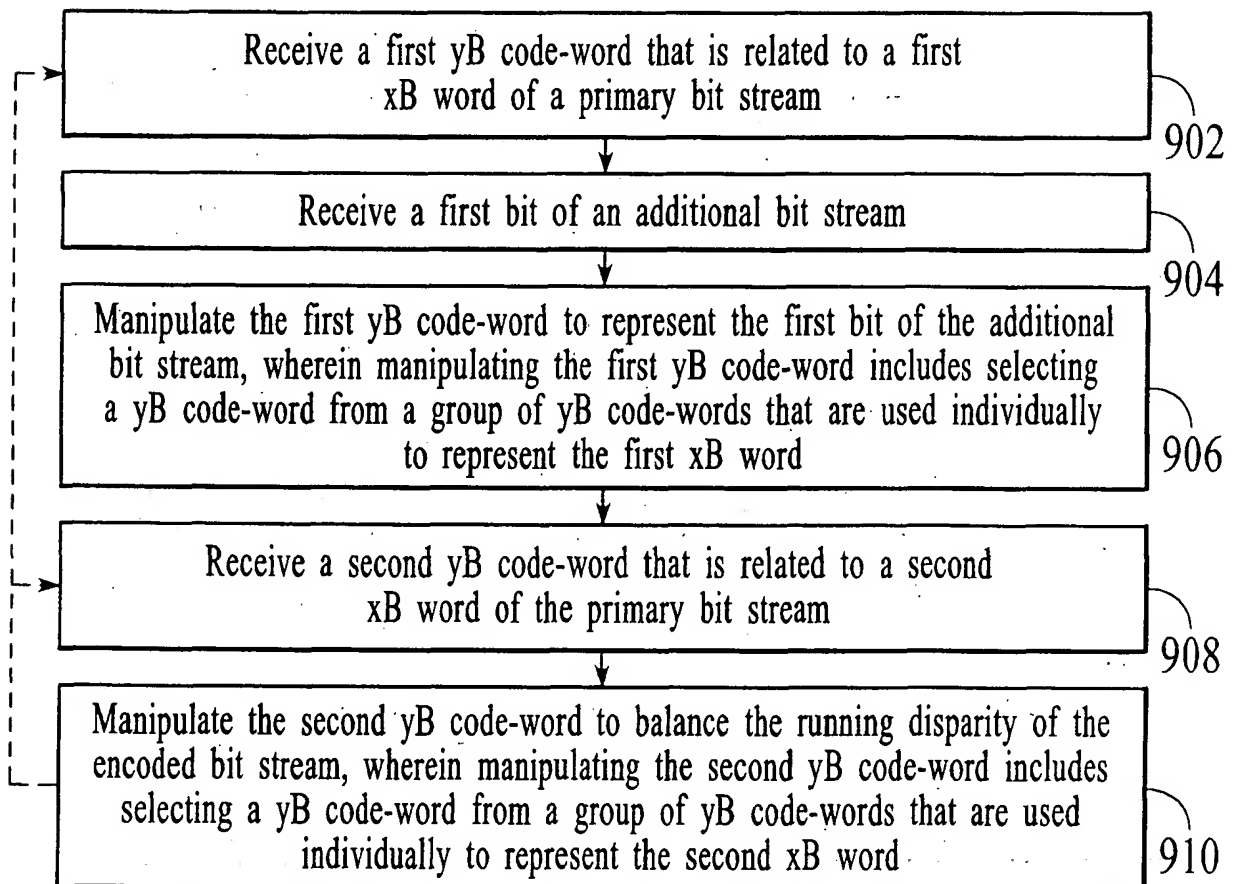 Receive a first yB code-word that is related to a first
xB word of a primary bit stream
902
Receive a first bit of an additional bit stream
904
Manipulate the first yB code-word to represent the first bit of the additional
bit stream, wherein manipulating the first yB code-word includes selecting
a yB code-word from a group of yB code-words that are used individually
to represent the first xB word
906
Receive a second yB code-word that is related to a second
xB word of the primary bit stream
908
Manipulate the second yB code-word to balance the running disparity of the
encoded bit stream, wherein manipulating the second yB code-word includes
selecting a yB code-word from a group of yB code-words that are used
individually to represent the second xB word
910